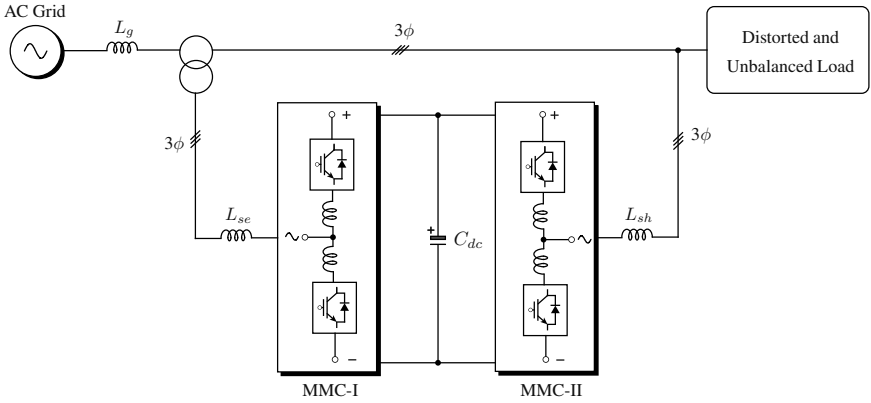 AC Grid
L_g
3ϕ
Distorted and
Unbalanced Load
3ϕ
3ϕ
+
+
L_se
L_sh
+
C_dc
−
−
MMC-I
MMC-II